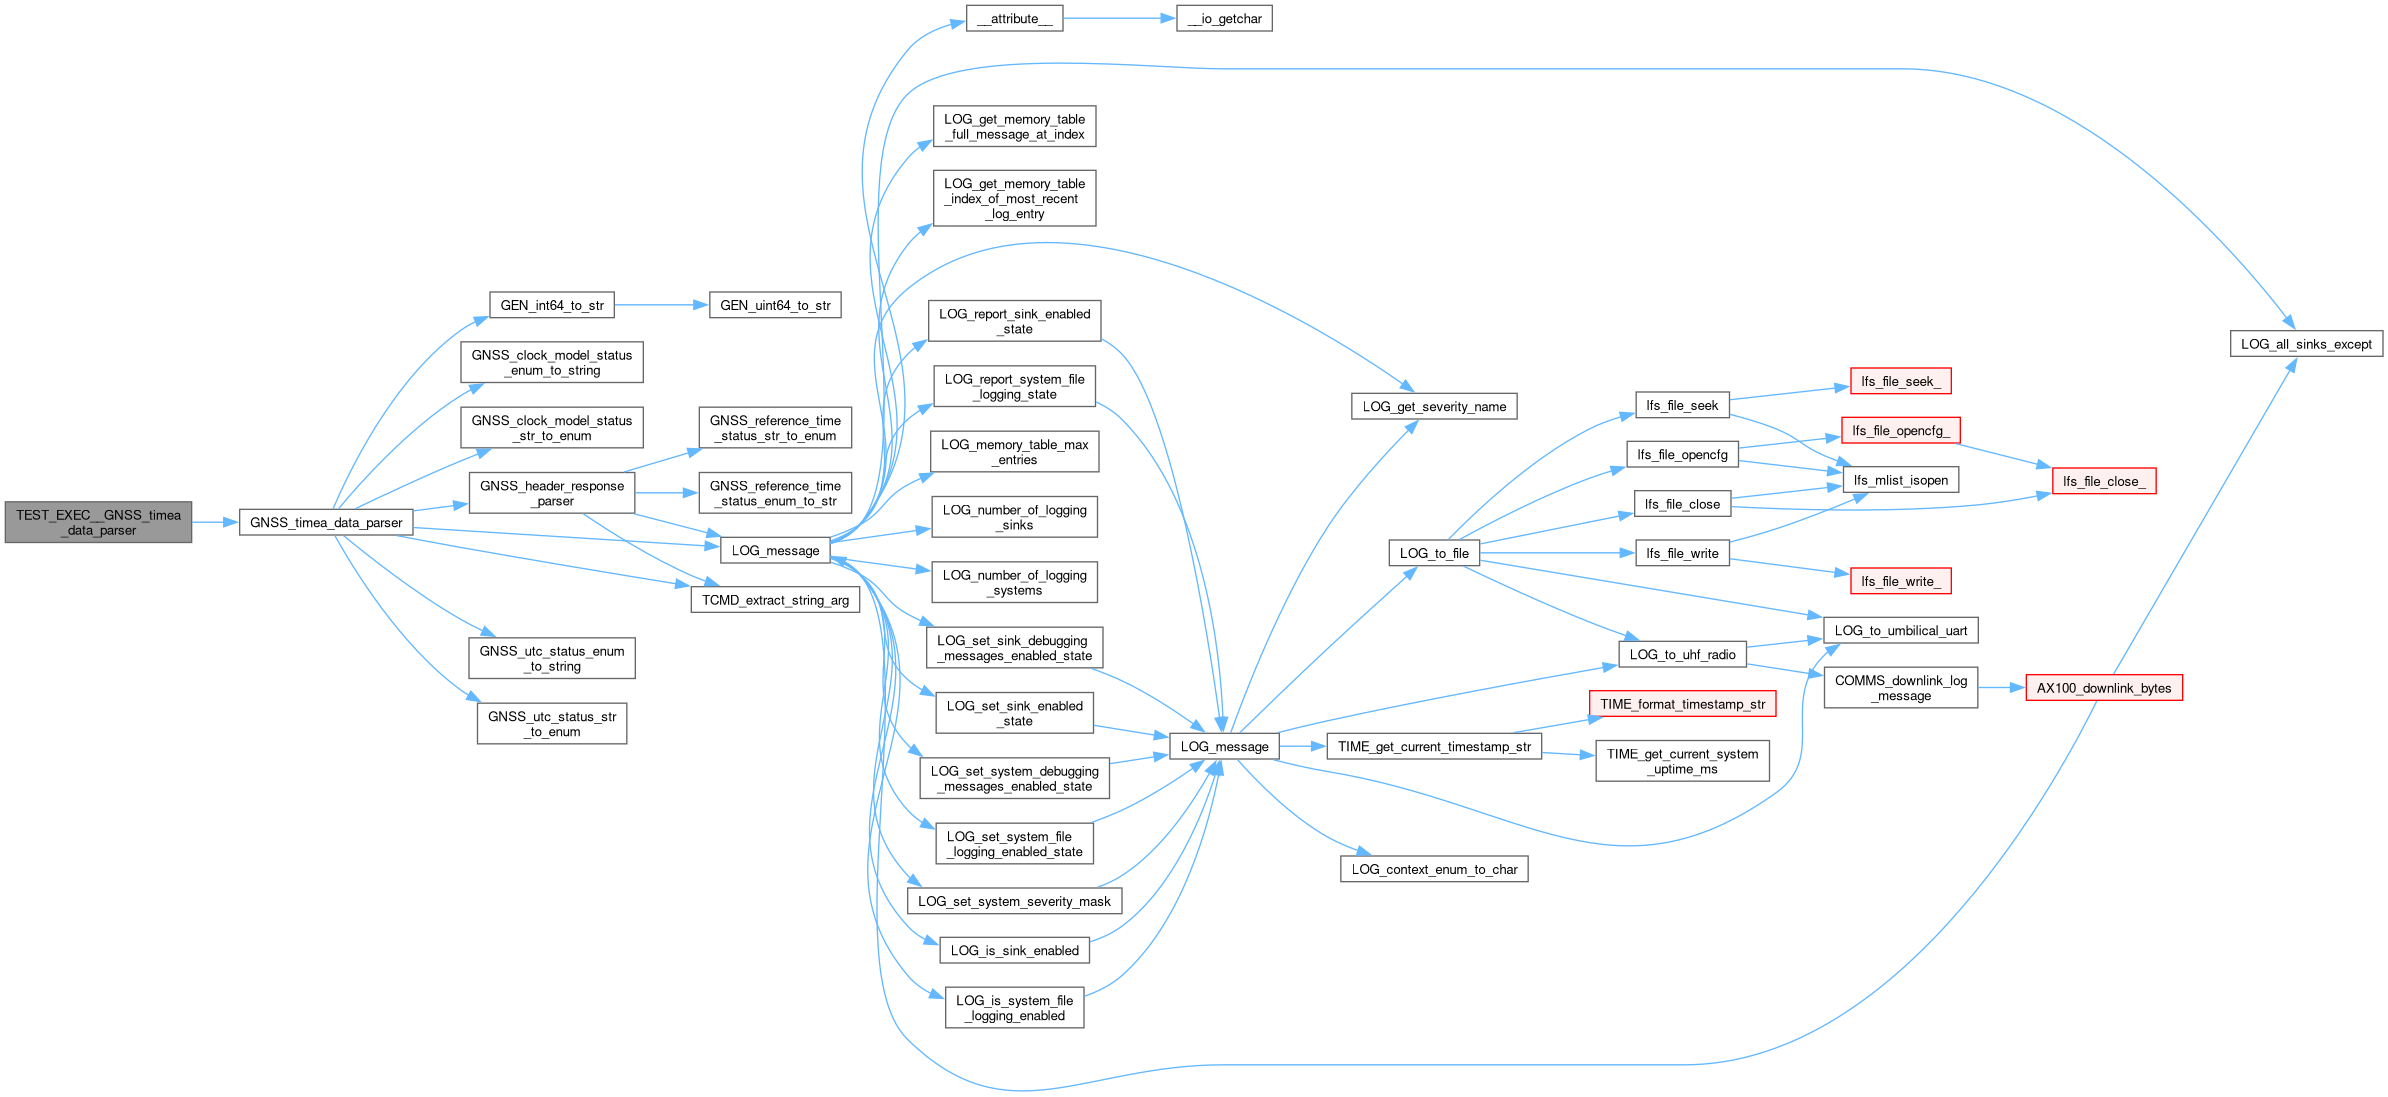 TEST_EXEC__GNSS_timea
_data_parser
GNSS_timea_data_parser
GEN_int64_to_str
GNSS_clock_model_status
_enum_to_string
GNSS_clock_model_status
_str_to_enum
GNSS_header_response
_parser
GNSS_utc_status_enum
_to_string
GNSS_utc_status_str
_to_enum
GEN_uint64_to_str
GNSS_reference_time
_status_str_to_enum
GNSS_reference_time
_status_enum_to_str
LOG_message
TCMD_extract_string_arg
__attribute__
__io_getchar
LOG_get_memory_table
_full_message_at_index
LOG_get_memory_table
_index_of_most_recent
_log_entry
LOG_report_sink_enabled
_state
LOG_report_system_file
_logging_state
LOG_memory_table_max
_entries
LOG_number_of_logging
_sinks
LOG_number_of_logging
_systems
LOG_set_sink_debugging
_messages_enabled_state
LOG_set_sink_enabled
_state
LOG_set_system_debugging
_messages_enabled_state
LOG_set_system_file
_logging_enabled_state
LOG_set_system_severity_mask
LOG_is_sink_enabled
LOG_is_system_file
_logging_enabled
LOG_message
LOG_get_severity_name
LOG_to_file
TIME_get_current_timestamp_str
LOG_context_enum_to_char
lfs_file_seek
lfs_file_opencfg
lfs_file_close
lfs_file_write
LOG_to_uhf_radio
TIME_format_timestamp_str
TIME_get_current_system
_uptime_ms
lfs_file_seek_
lfs_file_opencfg_
lfs_mlist_isopen
lfs_file_write_
LOG_to_umbilical_uart
COMMS_downlink_log
_message
lfs_file_close_
AX100_downlink_bytes
LOG_all_sinks_except